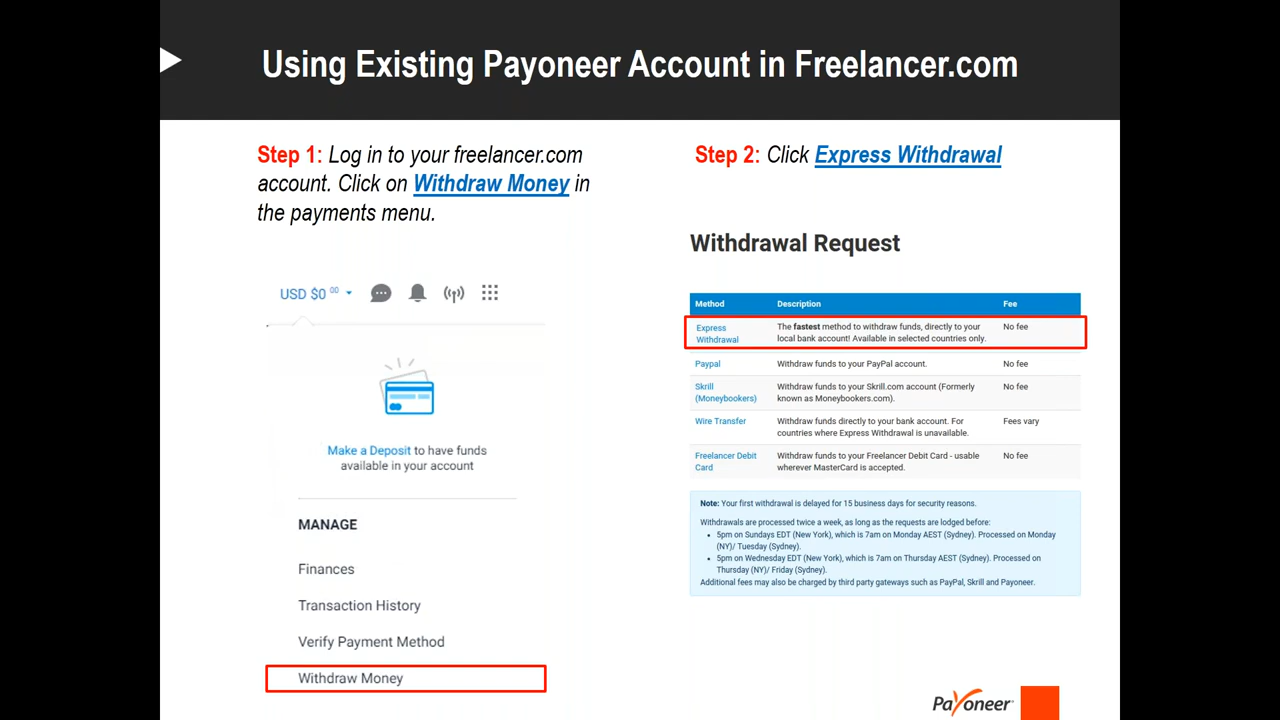 Using Existing Payoneer Account in Freelancer.com
Step 1: Log in to your freelancer.com
account. Click on Withdraw Money in
the payments menu.
USD $0 00
Make a Deposit to have funds
available in your account
MANAGE
Finances
Transaction History
Verify Payment Method
Withdraw Money
Step 2: Click Express Withdrawal
Withdrawal Request
Method Description Fee
Express The fastest method to withdraw funds, directly to your No fee
Withdrawal local bank account! Available in selected countries only.
Paypal Withdraw funds to your PayPal account. No fee
Skrill Withdraw funds to your Skrill.com account (Formerly No fee
(Moneybookers) known as Moneybookers.com).
Wire Transfer Withdraw funds directly to your bank account. For Fees vary
countries where Express Withdrawal is unavailable.
Freelancer Debit Withdraw funds to your Freelancer Debit Card - usable No fee
Card wherever MasterCard is accepted.
Note: Your first withdrawal is delayed for 15 business days for security reasons.
Withdrawals are processed twice a week, as long as the requests are lodged before:
• 5pm on Sundays EDT (New York), which is 7am on Monday AEST (Sydney). Processed on Monday
(NY)/ Tuesday (Sydney).
• 5pm on Wednesday EDT (New York), which is 7am on Thursday AEST (Sydney). Processed on
Thursday (NY)/ Friday (Sydney).
Additional fees may also be charged by third party gateways such as PayPal, Skrill and Payoneer.
Payoneer